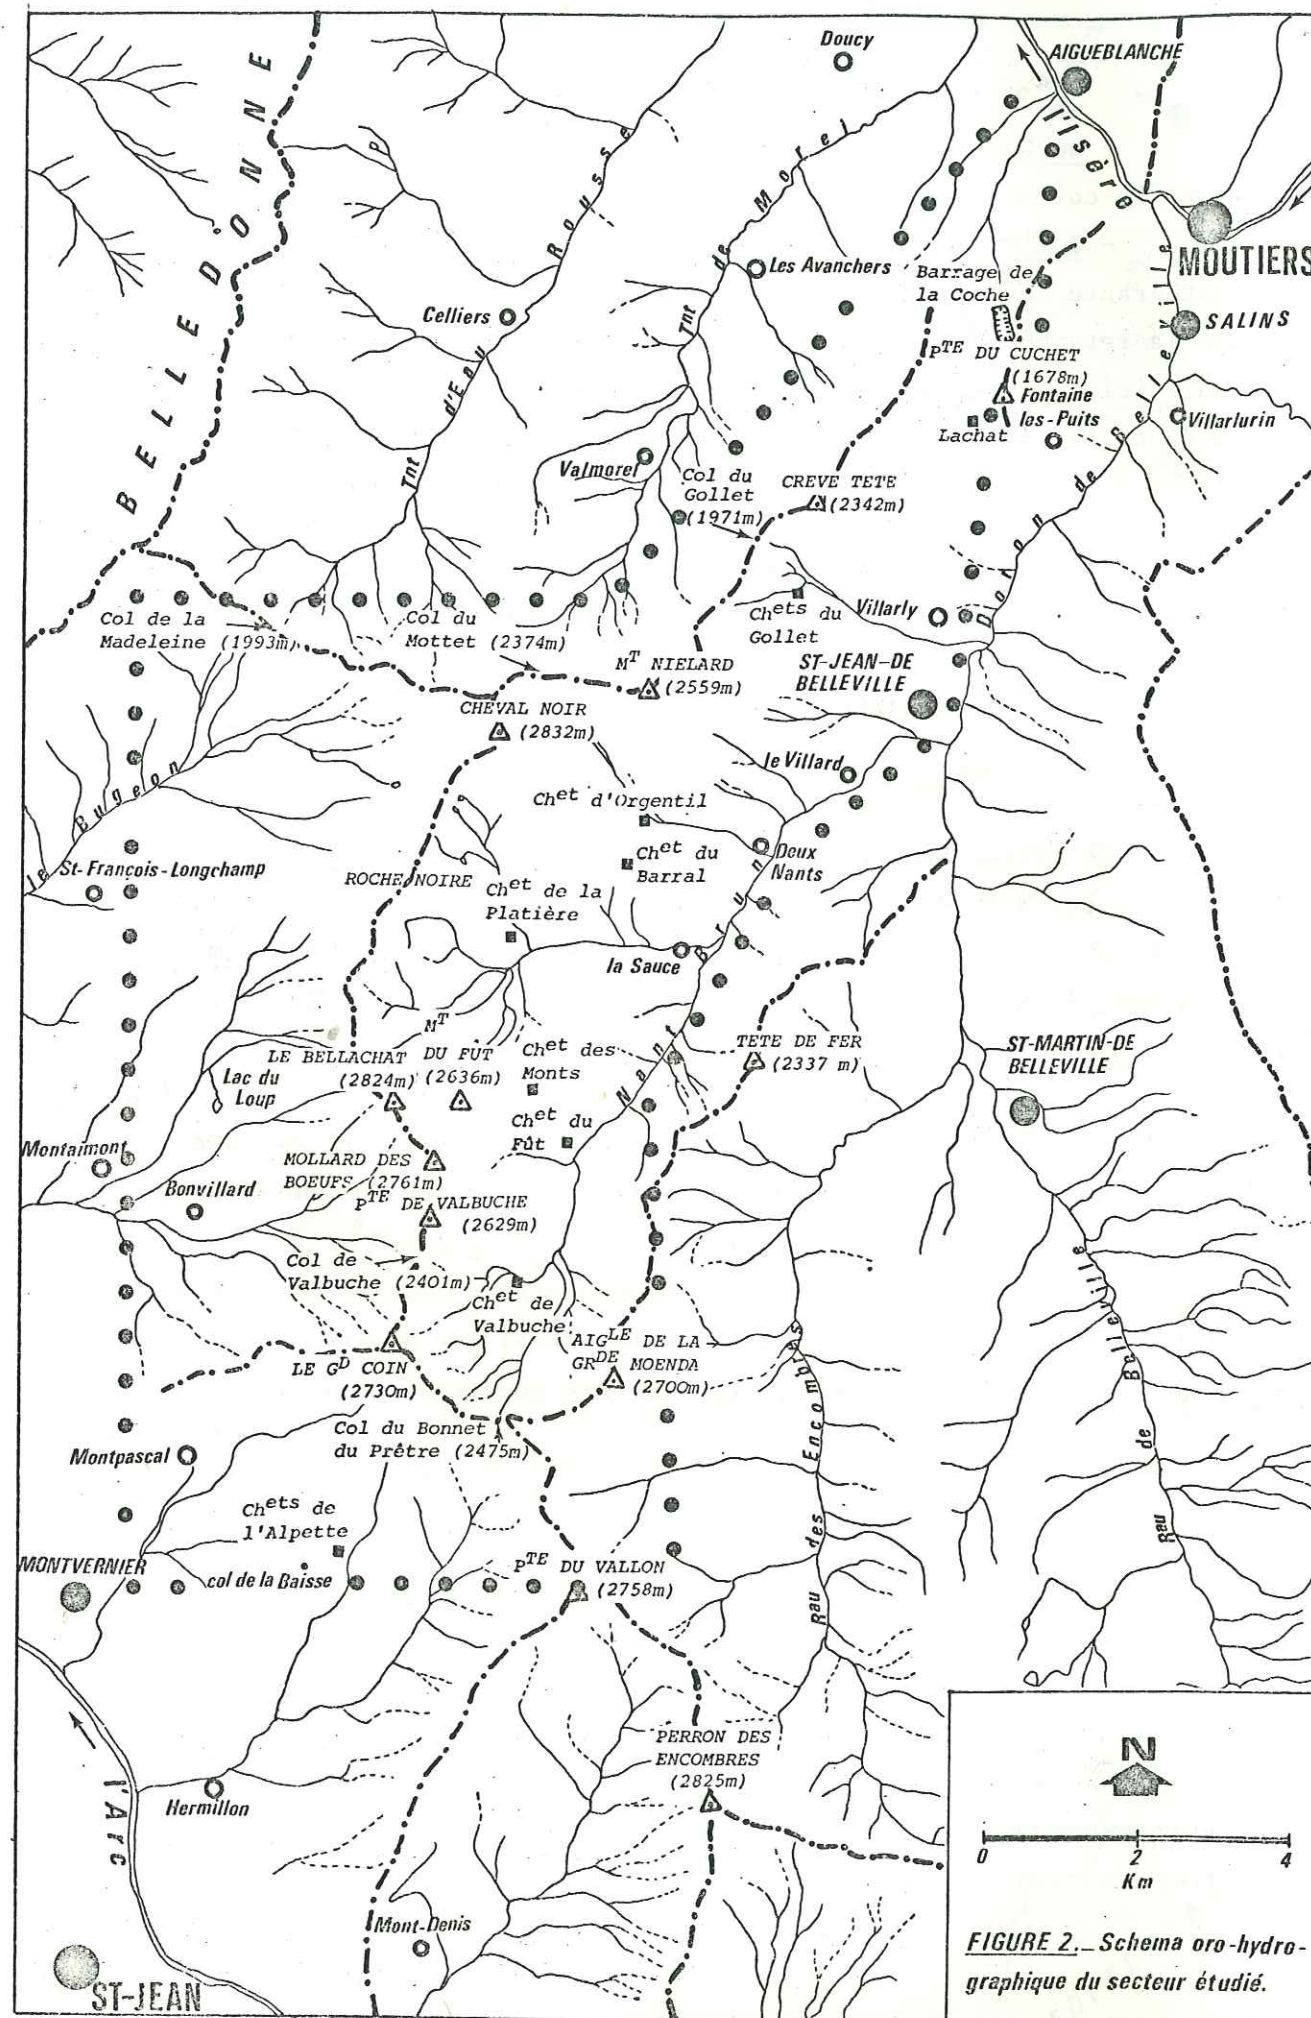 Doucy
AIGUEBLANCHE
l'Isère
BELLEDONNE
Tnt d'Eau Rousse
Tnt de Morel
MOUTIERS
Les Avanchers
Barrage de
la Coche
Celliers
SALINS
PTE DU CUCHET
(1678m)
Fontaine
les-Puits
Lachat
Villarlurin
Doron de Belleville
Valmorel
Col du
Gollet
(1971m)
CREVE TETE
(2342m)
Col de la
Madeleine (1993m)
Col du
Mottet (2374m)
Chets du
Gollet
Villarly
MT NIELARD
(2559m)
ST-JEAN-DE
BELLEVILLE
CHEVAL NOIR
(2832m)
le Villard
le Bugeon
Chet d'Orgentil
Chet du
Barral
Deux
Nants
St-François-Longchamp
ROCHE NOIRE
Chet de la
Platière
la Sauce
Nant Brun
MT
DU FÛT
(2636m)
LE BELLACHAT
(2824m)
Chet des
Monts
TETE DE FER
(2337 m)
ST-MARTIN-DE
BELLEVILLE
Lac du
Loup
Chet du
Fût
Montaimont
MOLLARD DES
BOEUFS (2761m)
Bonvillard
PTE DE VALBUCHE
(2629m)
Col de
Valbuche (2401m)
Chet de
Valbuche
AIGLE DE LA
GRDE MOENDA
(2700m)
LE GD COIN
(2730m)
Col du Bonnet
du Prêtre (2475m)
Rau des Encombres
Rau de Belleville
Montpascal
Chets de
l'Alpette
MONTVERNIER
col de la Baisse
PTE DU VALLON
(2758m)
PERRON DES
ENCOMBRES
(2825m)
Hermillon
l'Arc
Mont-Denis
ST-JEAN
N
0 2 4
Km
FIGURE 2._ Schema oro-hydro-
graphique du secteur étudié.